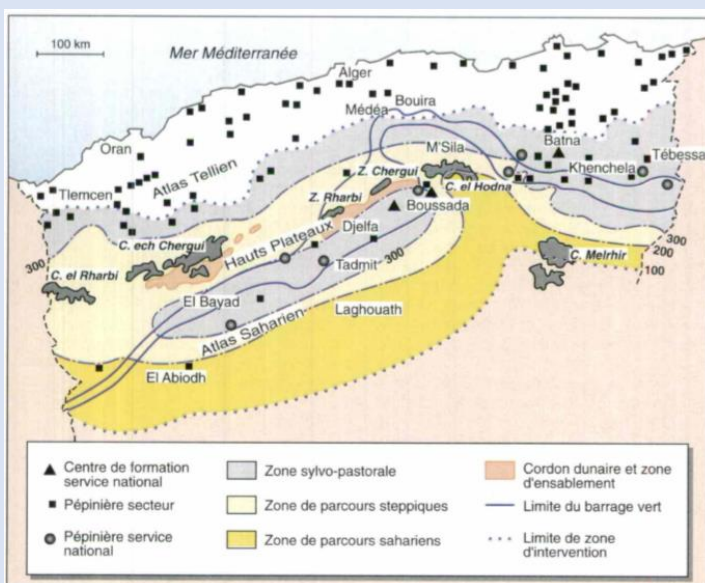 100 km
Mer Méditerranée
Alger
Bouira
Médéa
Oran
Atlas Tellien
Batna
M'Sila
Khenchela
Tébessa
Z. Chergui
C. el Hodna
Tlemcen
Z. Rharbi
Boussada
Djelfa
C. ech Chergui
Hauts Plateaux
300
300
300
200
100
C. el Rharbi
C. Melrhir
Tadmit
El Bayad
Laghouath
Atlas Saharien
El Abiodh
Centre de formation
service national
Pépinière secteur
Pépinière service
national
Zone sylvo-pastorale
Zone de parcours steppiques
Zone de parcours sahariens
Cordon dunaire et zone
d'ensablement
Limite du barrage vert
Limite de zone
d'intervention